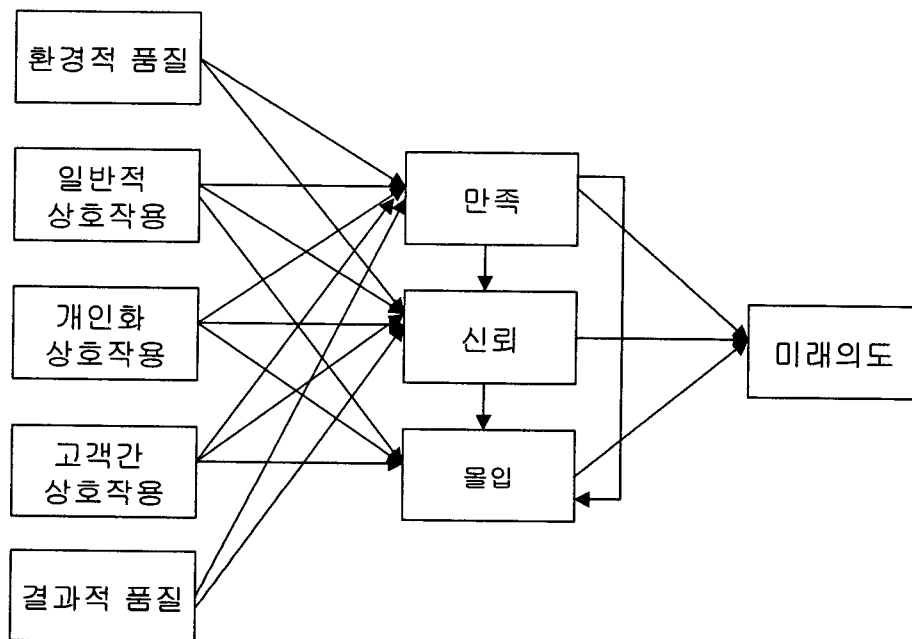 환경적 품질
일반적
상호작용
개인화
상호작용
고객간
상호작용
결과적 품질
만족
신뢰
몰입
미래의도